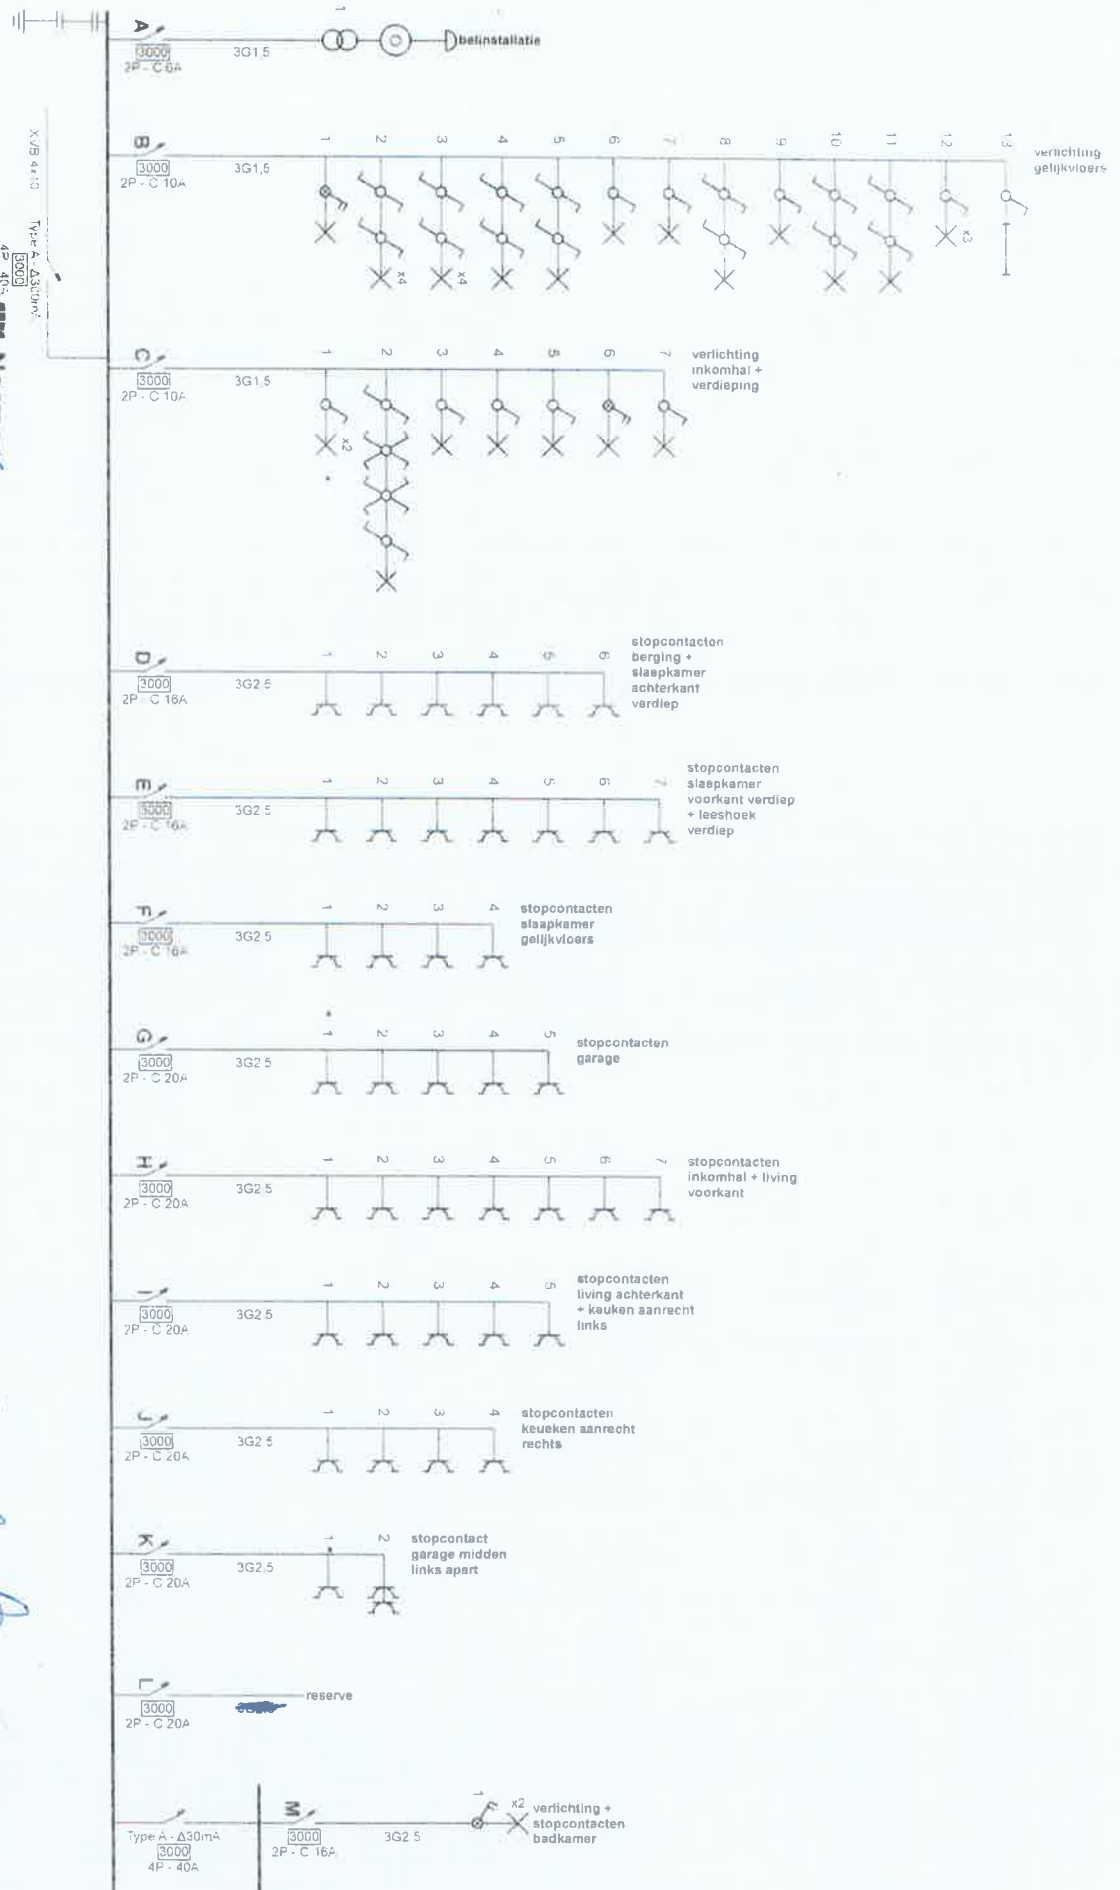 1
A
3000
2P - C 6A
3G1,5
belinstallatie
B
3000
2P - C 10A
3G1,5
1
2
3
4
5
6
7
8
9
10
11
12
13
x4
x4
x3
verlichting
gelijkvloers
XVB 4x10
Type A - Δ300mA
3000
4P - 40A
C
3000
2P - C 10A
3G1,5
1
2
3
4
5
6
7
x2
verlichting
inkomhal +
verdieping
D
3000
2P - C 16A
3G2,5
1
2
3
4
5
6
stopcontacten
berging +
slaapkamer
achterkant
verdiep
E
3000
2P - C 16A
3G2,5
1
2
3
4
5
6
7
stopcontacten
slaapkamer
voorkant verdiep
+ leeshoek
verdiep
F
3000
2P - C 16A
3G2,5
1
2
3
4
stopcontacten
slaapkamer
gelijkvloers
G
3000
2P - C 20A
3G2,5
1
2
3
4
5
stopcontacten
garage
H
3000
2P - C 20A
3G2,5
1
2
3
4
5
6
7
stopcontacten
inkomhal + living
voorkant
I
3000
2P - C 20A
3G2,5
1
2
3
4
5
stopcontacten
living achterkant
+ keuken aanrecht
links
J
3000
2P - C 20A
3G2,5
1
2
3
4
stopcontacten
keueken aanrecht
rechts
K
3000
2P - C 20A
3G2,5
1
2
stopcontact
garage midden
links apart
L
3000
2P - C 20A
reserve
Type A - Δ30mA
3000
4P - 40A
M
3000
2P - C 16A
3G2,5
1
x2
verlichting +
stopcontacten
badkamer